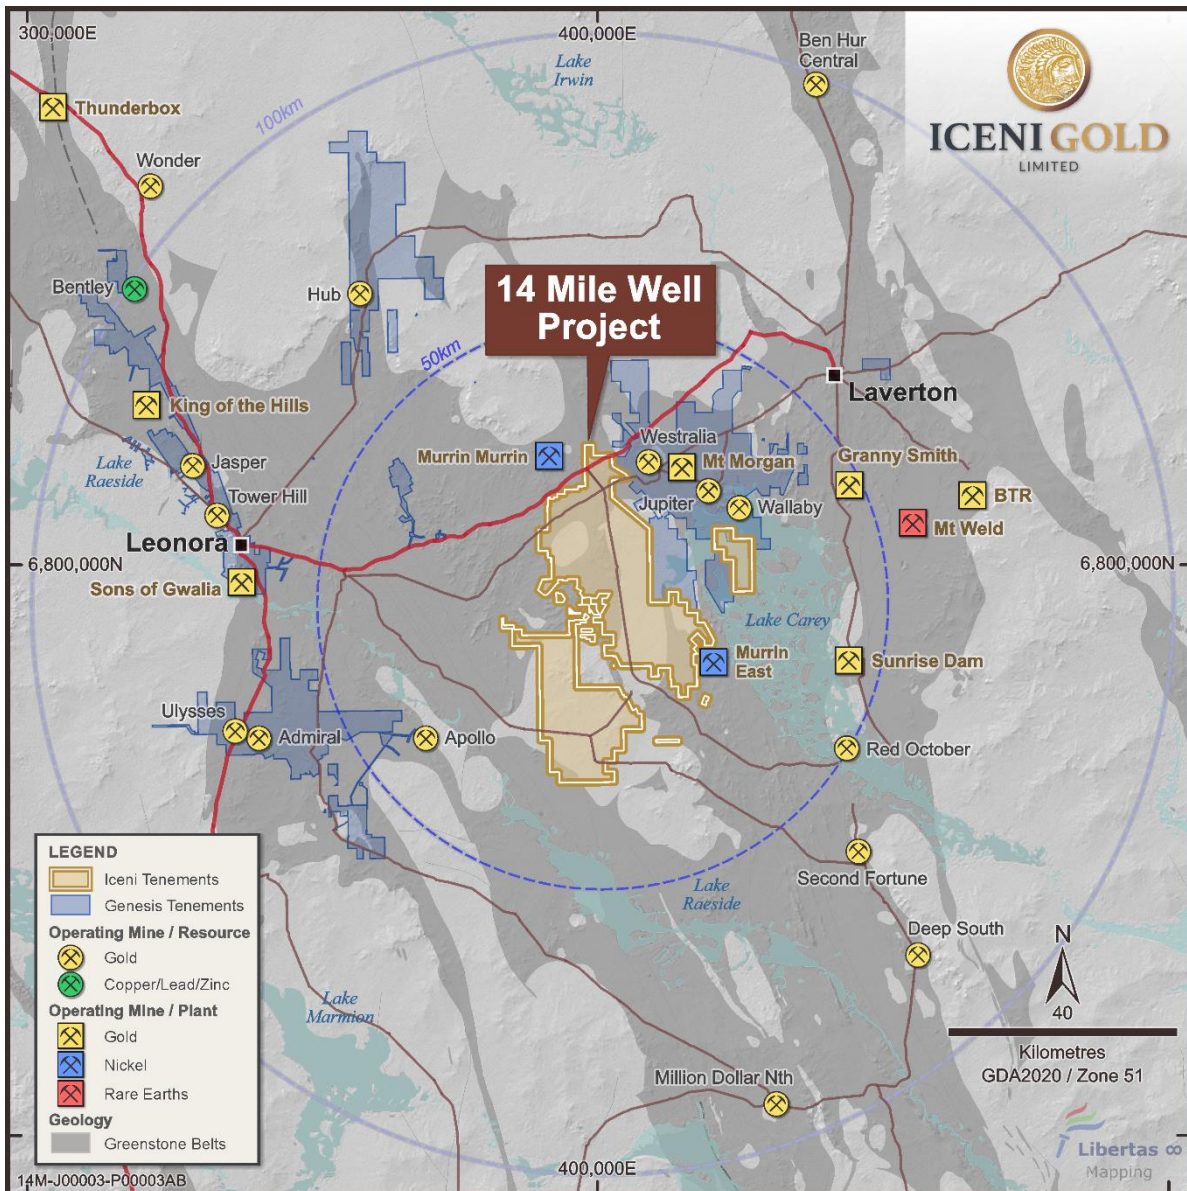 300,000E
400,000E
Ben Hur
Central
Lake
Irwin
ICENI GOLD
LIMITED
100km
Thunderbox
Wonder
Bentley
Hub
14 Mile Well
Project
50km
Laverton
King of the Hills
Westralia
Murrin Murrin
Mt Morgan
Granny Smith
Lake
Raeside
Jasper
Jupiter
Wallaby
BTR
Tower Hill
Mt Weld
Leonora
6,800,000N
6,800,000N
Sons of Gwalia
Lake Carey
Murrin
East
Sunrise Dam
Ulysses
Admiral
Apollo
Red October
LEGEND
Iceni Tenements
Genesis Tenements
Operating Mine / Resource
Gold
Copper/Lead/Zinc
Operating Mine / Plant
Gold
Nickel
Rare Earths
Geology
Greenstone Belts
Second Fortune
Lake
Raeside
Deep South
N
40
Kilometres
GDA2020 / Zone 51
Lake
Marmion
Million Dollar Nth
Libertas
Mapping
400,000E
14M-J00003-P00003AB